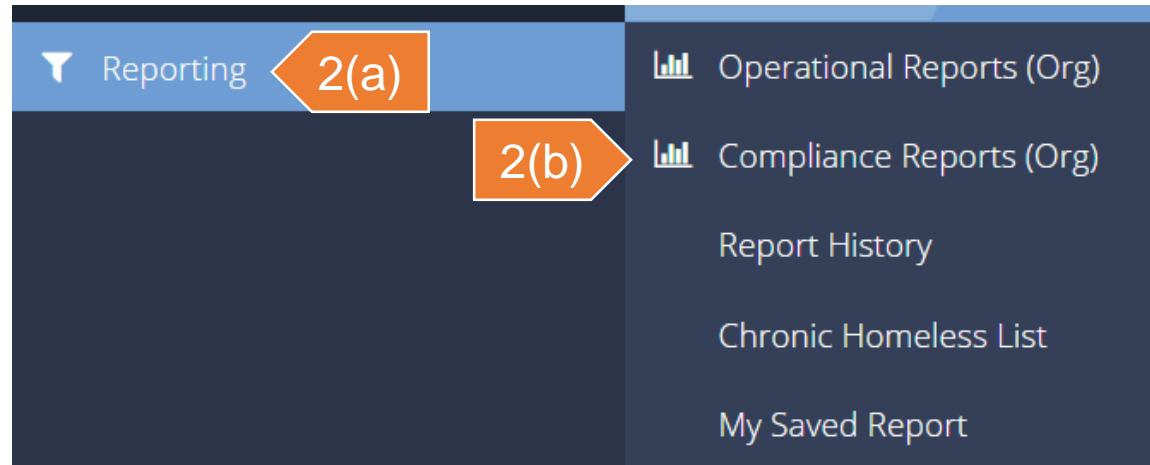 Reporting
2(a)
Operational Reports (Org)
2(b)
Compliance Reports (Org)
Report History
Chronic Homeless List
My Saved Report